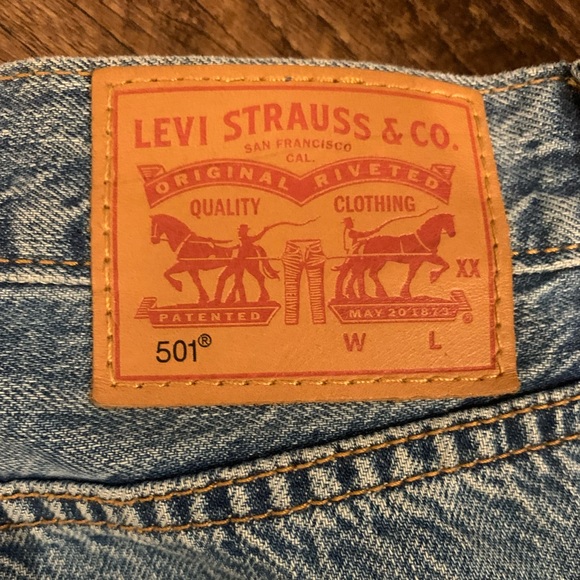 LEVI STRAUSS & CO.
SAN FRANCISCO
CAL.
ORIGINAL RIVETED
QUALITY CLOTHING
XX
PATENTED MAY 20 1873
®
501® W L